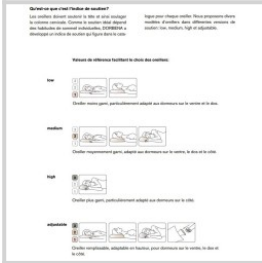 Qu'est-ce que c'est l'indice de soutien?
Les oreillers doivent soutenir la tête et ainsi soulager
la colonne cervicale. Comme le soutien idéal dépend
des habitudes de sommeil individuelles, DORBENA a
développé un indice de soutien qui figure dans le cata-
logue pour chaque oreiller. Nous proposons divers
modèles d'oreillers dans différentes versions de
soutien: low, medium, high et adjustable.
Valeurs de référence facilitant le choix des oreillers:
low
Oreiller moins garni, particulièrement adapté aux dormeurs sur le ventre et le dos.
medium
Oreiller moyennement garni, adapté aux dormeurs sur le ventre, le dos et le côté.
high
Oreiller plus garni, particulièrement adapté aux dormeurs sur le côté.
adjustable
Oreiller remplissable, adaptable en hauteur, pour dormeurs sur le ventre, le dos et
le côté.